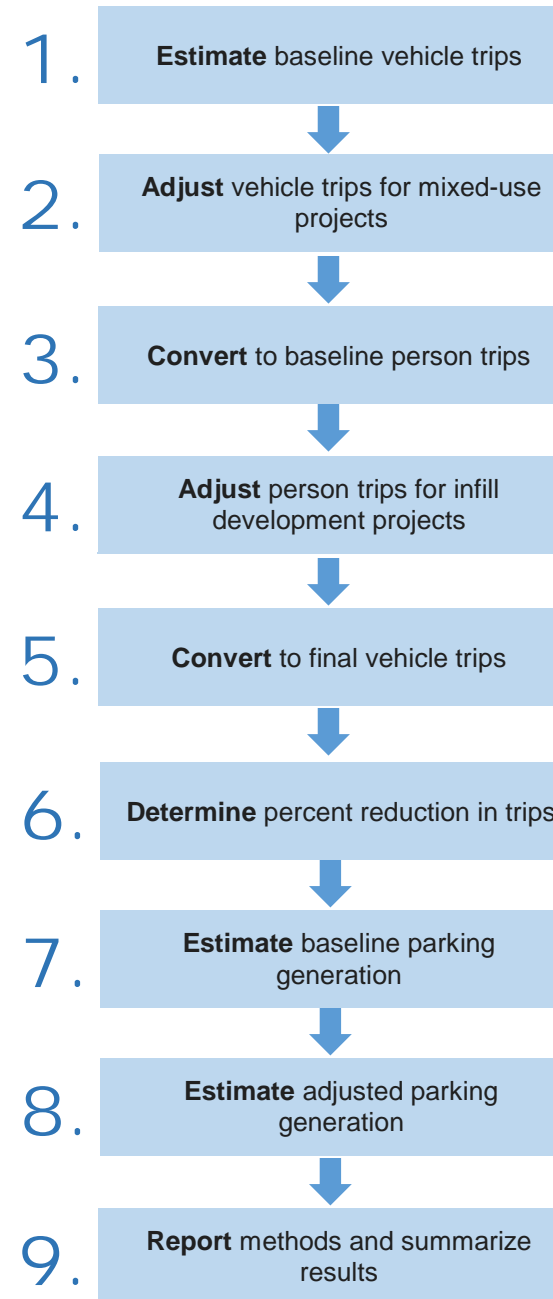 1. Estimate baseline vehicle trips
2. Adjust vehicle trips for mixed-use
projects
3. Convert to baseline person trips
4. Adjust person trips for infill
development projects
5. Convert to final vehicle trips
6. Determine percent reduction in trips
7. Estimate baseline parking
generation
8. Estimate adjusted parking
generation
9. Report methods and summarize
results